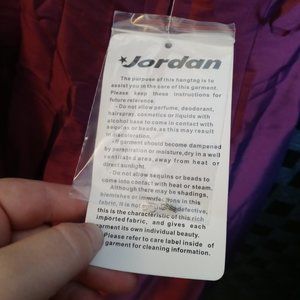 *Jordan
The purpose of this hangtag is to
assist you in the care of this garment.
Please keep these instructions for
future reference.
- Do not allow perfume, deodorant,
hairspray, cosmetics or liquids with
alcohol base to come in contact with
sequins or beads, as this may result
in discoloration.
- If garment should become dampened
by perspiration or moisture, dry in a well
ventilated area, away from heat or
direct sunlight.
- Do not allow sequins or beads to
come into contact with heat or steam.
Although there may be shadings,
blemishes or imperfections in this
fabric, it is not defective,
this is the characteristic of this rich
imported fabric, and gives each
garment its own individual beauty.
Please refer to care label inside of
garment for cleaning information.